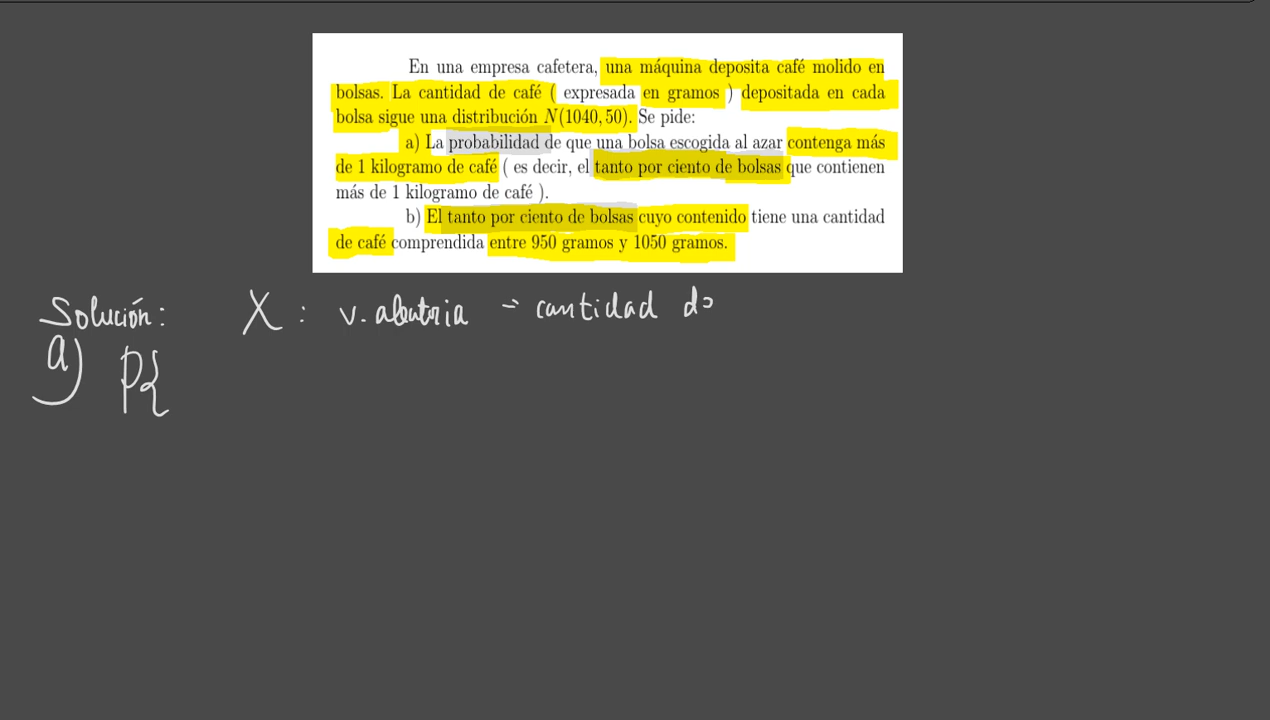 En una empresa cafetera, una máquina deposita café molido en
bolsas. La cantidad de café ( expresada en gramos ) depositada en cada
bolsa sigue una distribución N(1040, 50). Se pide:
a) La probabilidad de que una bolsa escogida al azar contenga más
de 1 kilogramo de café ( es decir, el tanto por ciento de bolsas que contienen
más de 1 kilogramo de café ).
b) El tanto por ciento de bolsas cuyo contenido tiene una cantidad
de café comprendida entre 950 gramos y 1050 gramos.
Solución: X : v. aleatoria = cantidad de
a) P{